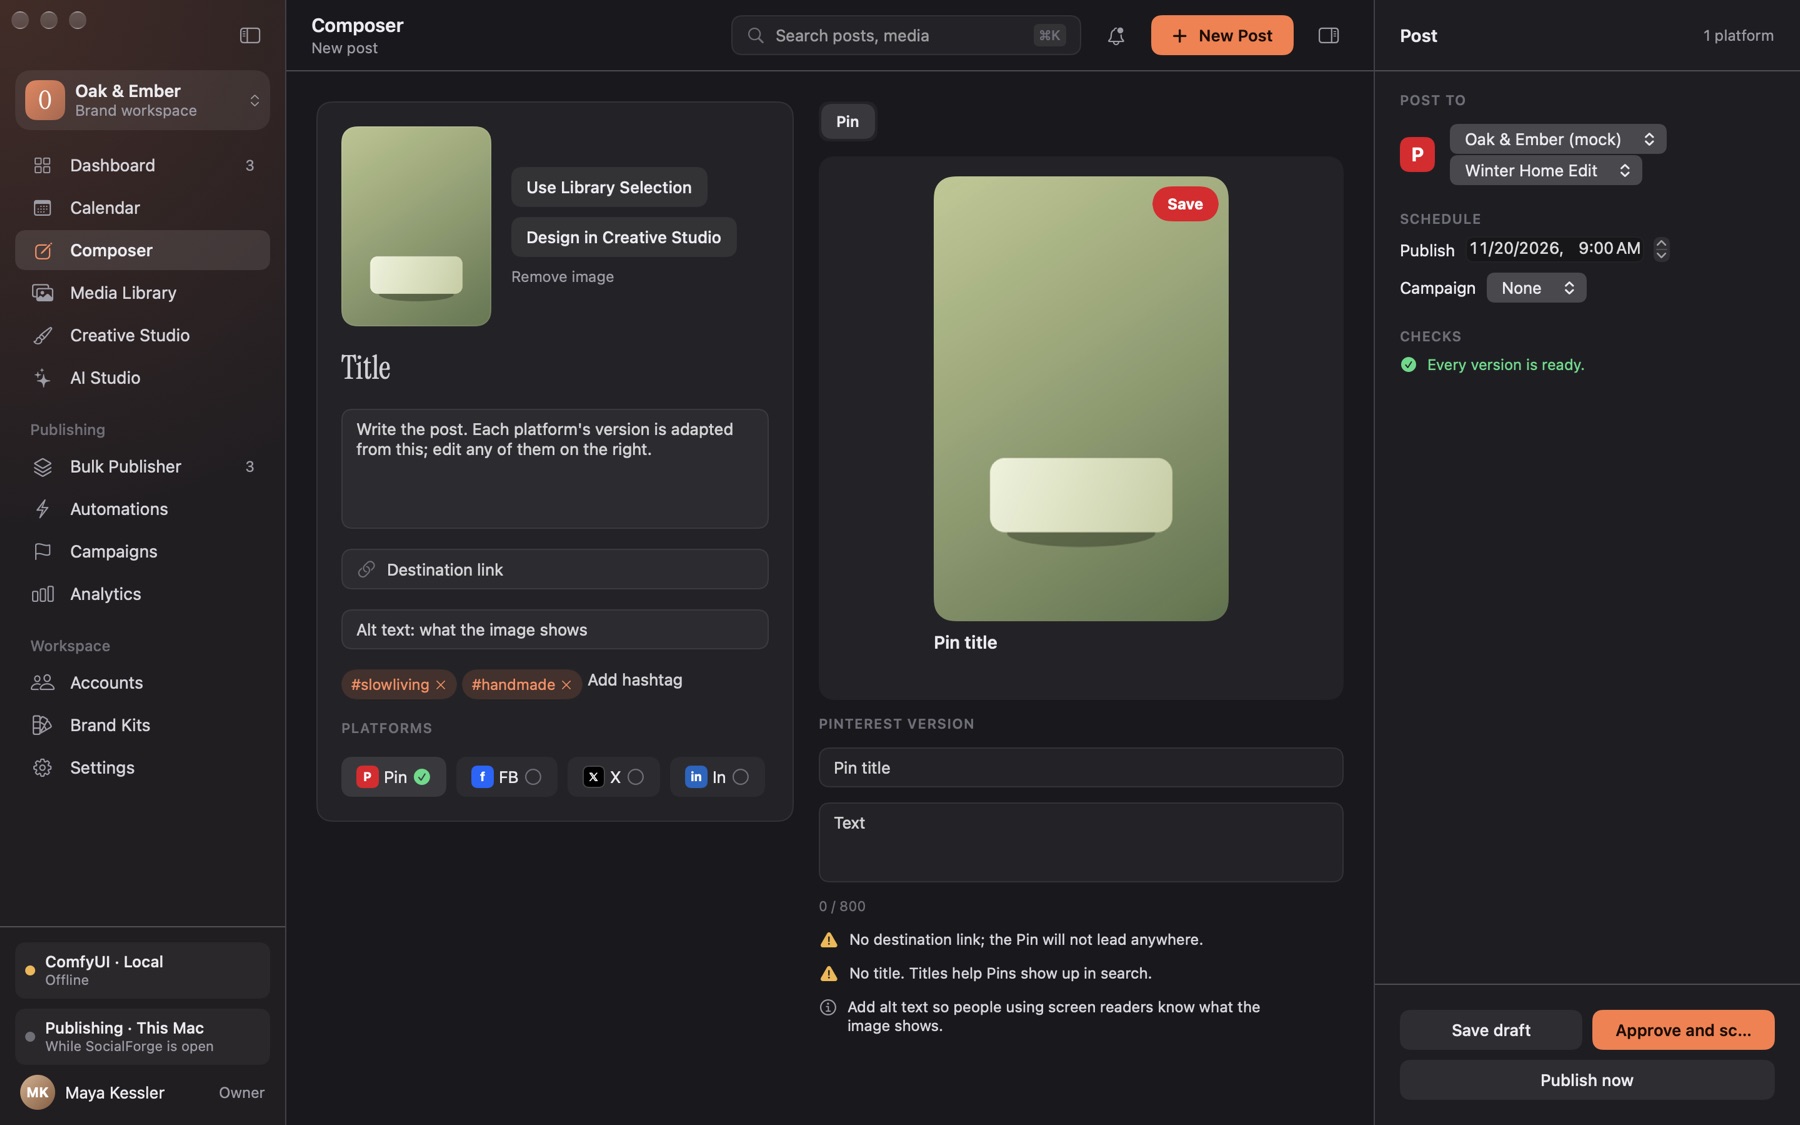 Oak & Ember
Brand workspace
Dashboard 3
Calendar
Composer
Media Library
Creative Studio
AI Studio
Publishing
Bulk Publisher 3
Automations
Campaigns
Analytics
Workspace
Accounts
Brand Kits
Settings
ComfyUI · Local
Offline
Publishing · This Mac
While SocialForge is open
MK Maya Kessler Owner
Composer
New post
Search posts, media ⌘K
+ New Post
Use Library Selection
Design in Creative Studio
Remove image
Title
Write the post. Each platform's version is adapted
from this; edit any of them on the right.
Destination link
Alt text: what the image shows
#slowliving × #handmade × Add hashtag
PLATFORMS
P Pin f FB X X in In
Pin
Save
Pin title
PINTEREST VERSION
Pin title
Text
0 / 800
No destination link; the Pin will not lead anywhere.
No title. Titles help Pins show up in search.
Add alt text so people using screen readers know what the
image shows.
Post 1 platform
POST TO
P Oak & Ember (mock)
Winter Home Edit
SCHEDULE
Publish 11/20/2026, 9:00 AM
Campaign None
CHECKS
Every version is ready.
Save draft Approve and sc...
Publish now